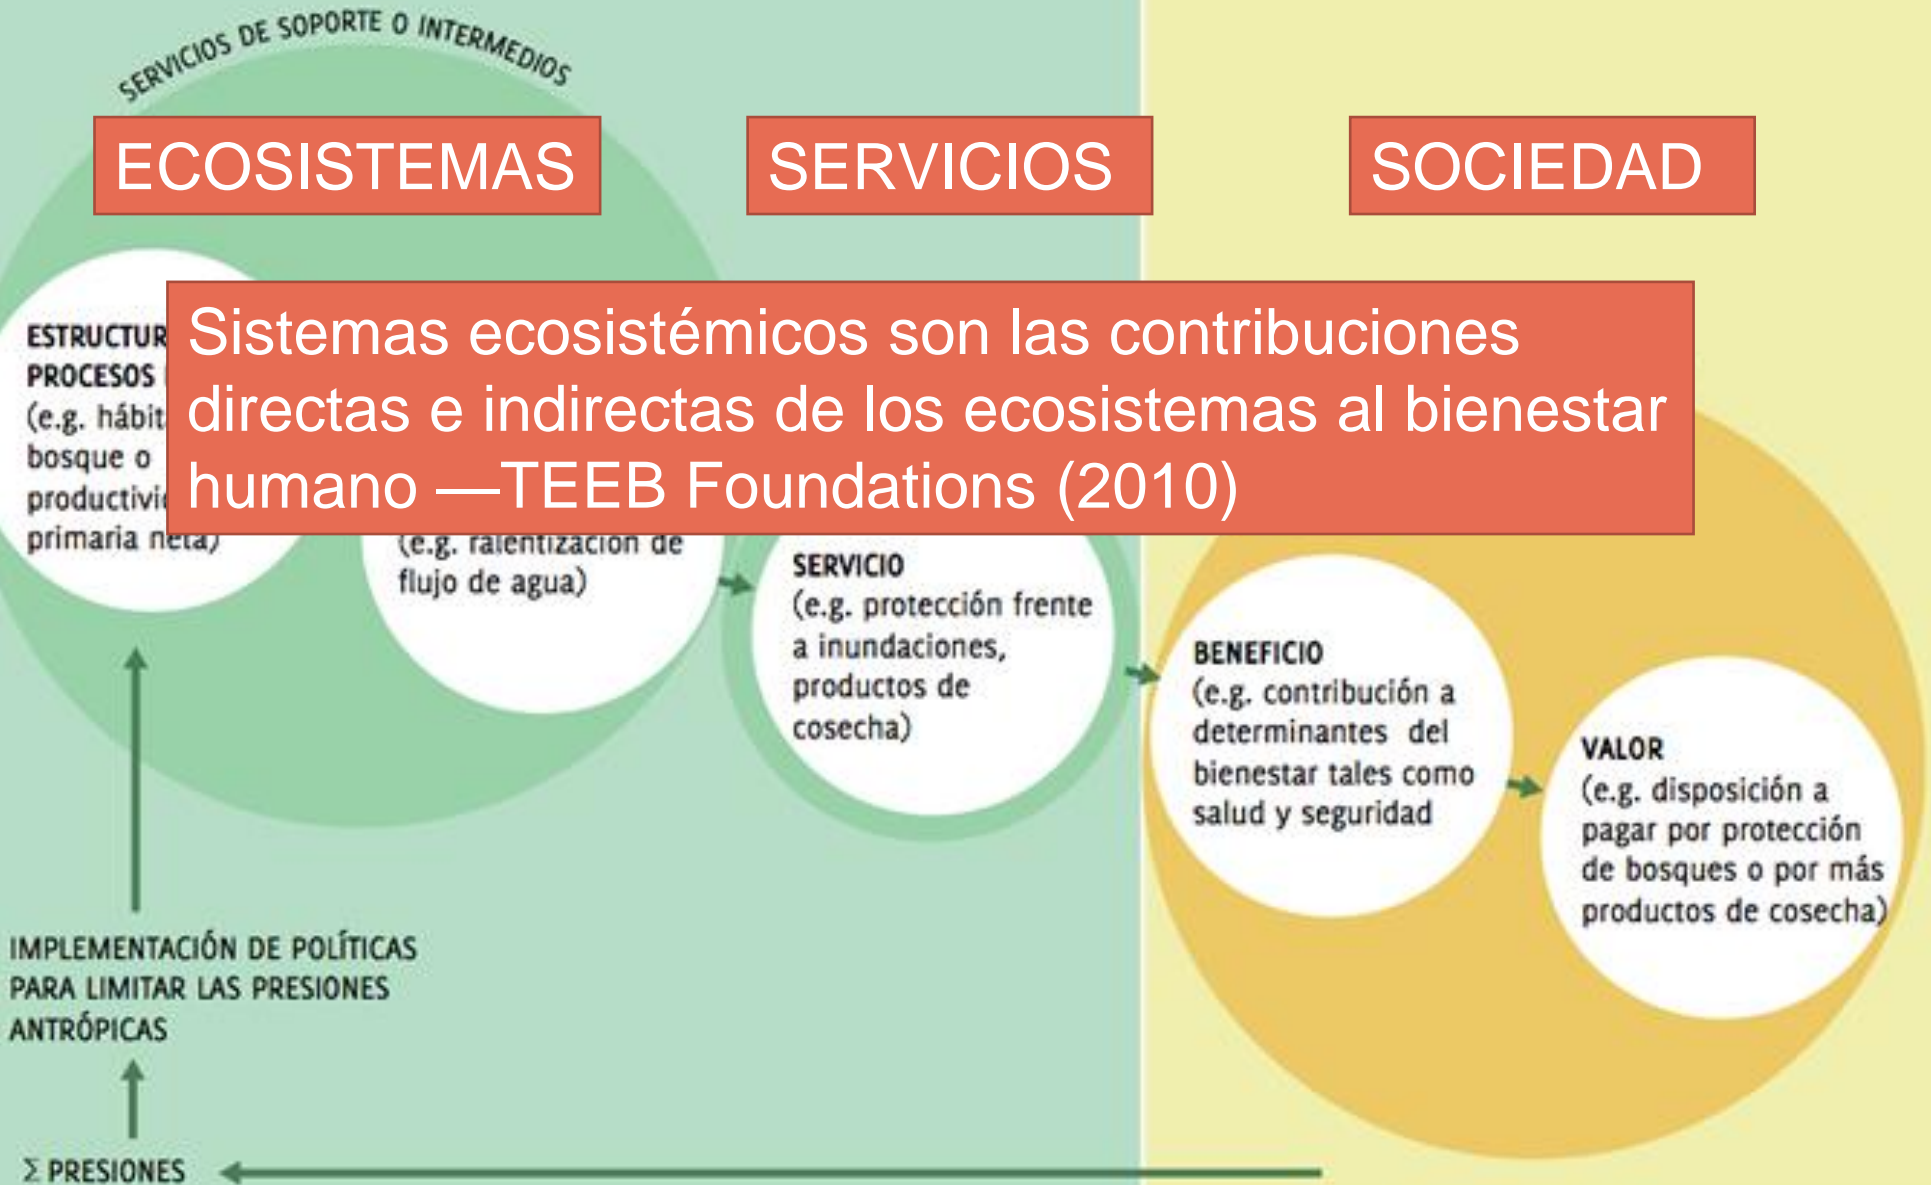 SERVICIOS DE SOPORTE O INTERMEDIOS
ECOSISTEMAS
SERVICIOS
SOCIEDAD
Sistemas ecosistémicos son las contribuciones
directas e indirectas de los ecosistemas al bienestar
humano —TEEB Foundations (2010)
ESTRUCTUR
PROCESOS
(e.g. hábit
bosque o
productivi
primaria neta)
(e.g. ralentización de
flujo de agua)
SERVICIO
(e.g. protección frente
a inundaciones,
productos de
cosecha)
BENEFICIO
(e.g. contribución a
determinantes del
bienestar tales como
salud y seguridad
VALOR
(e.g. disposición a
pagar por protección
de bosques o por más
productos de cosecha)
IMPLEMENTACIÓN DE POLÍTICAS
PARA LIMITAR LAS PRESIONES
ANTRÓPICAS
Σ PRESIONES